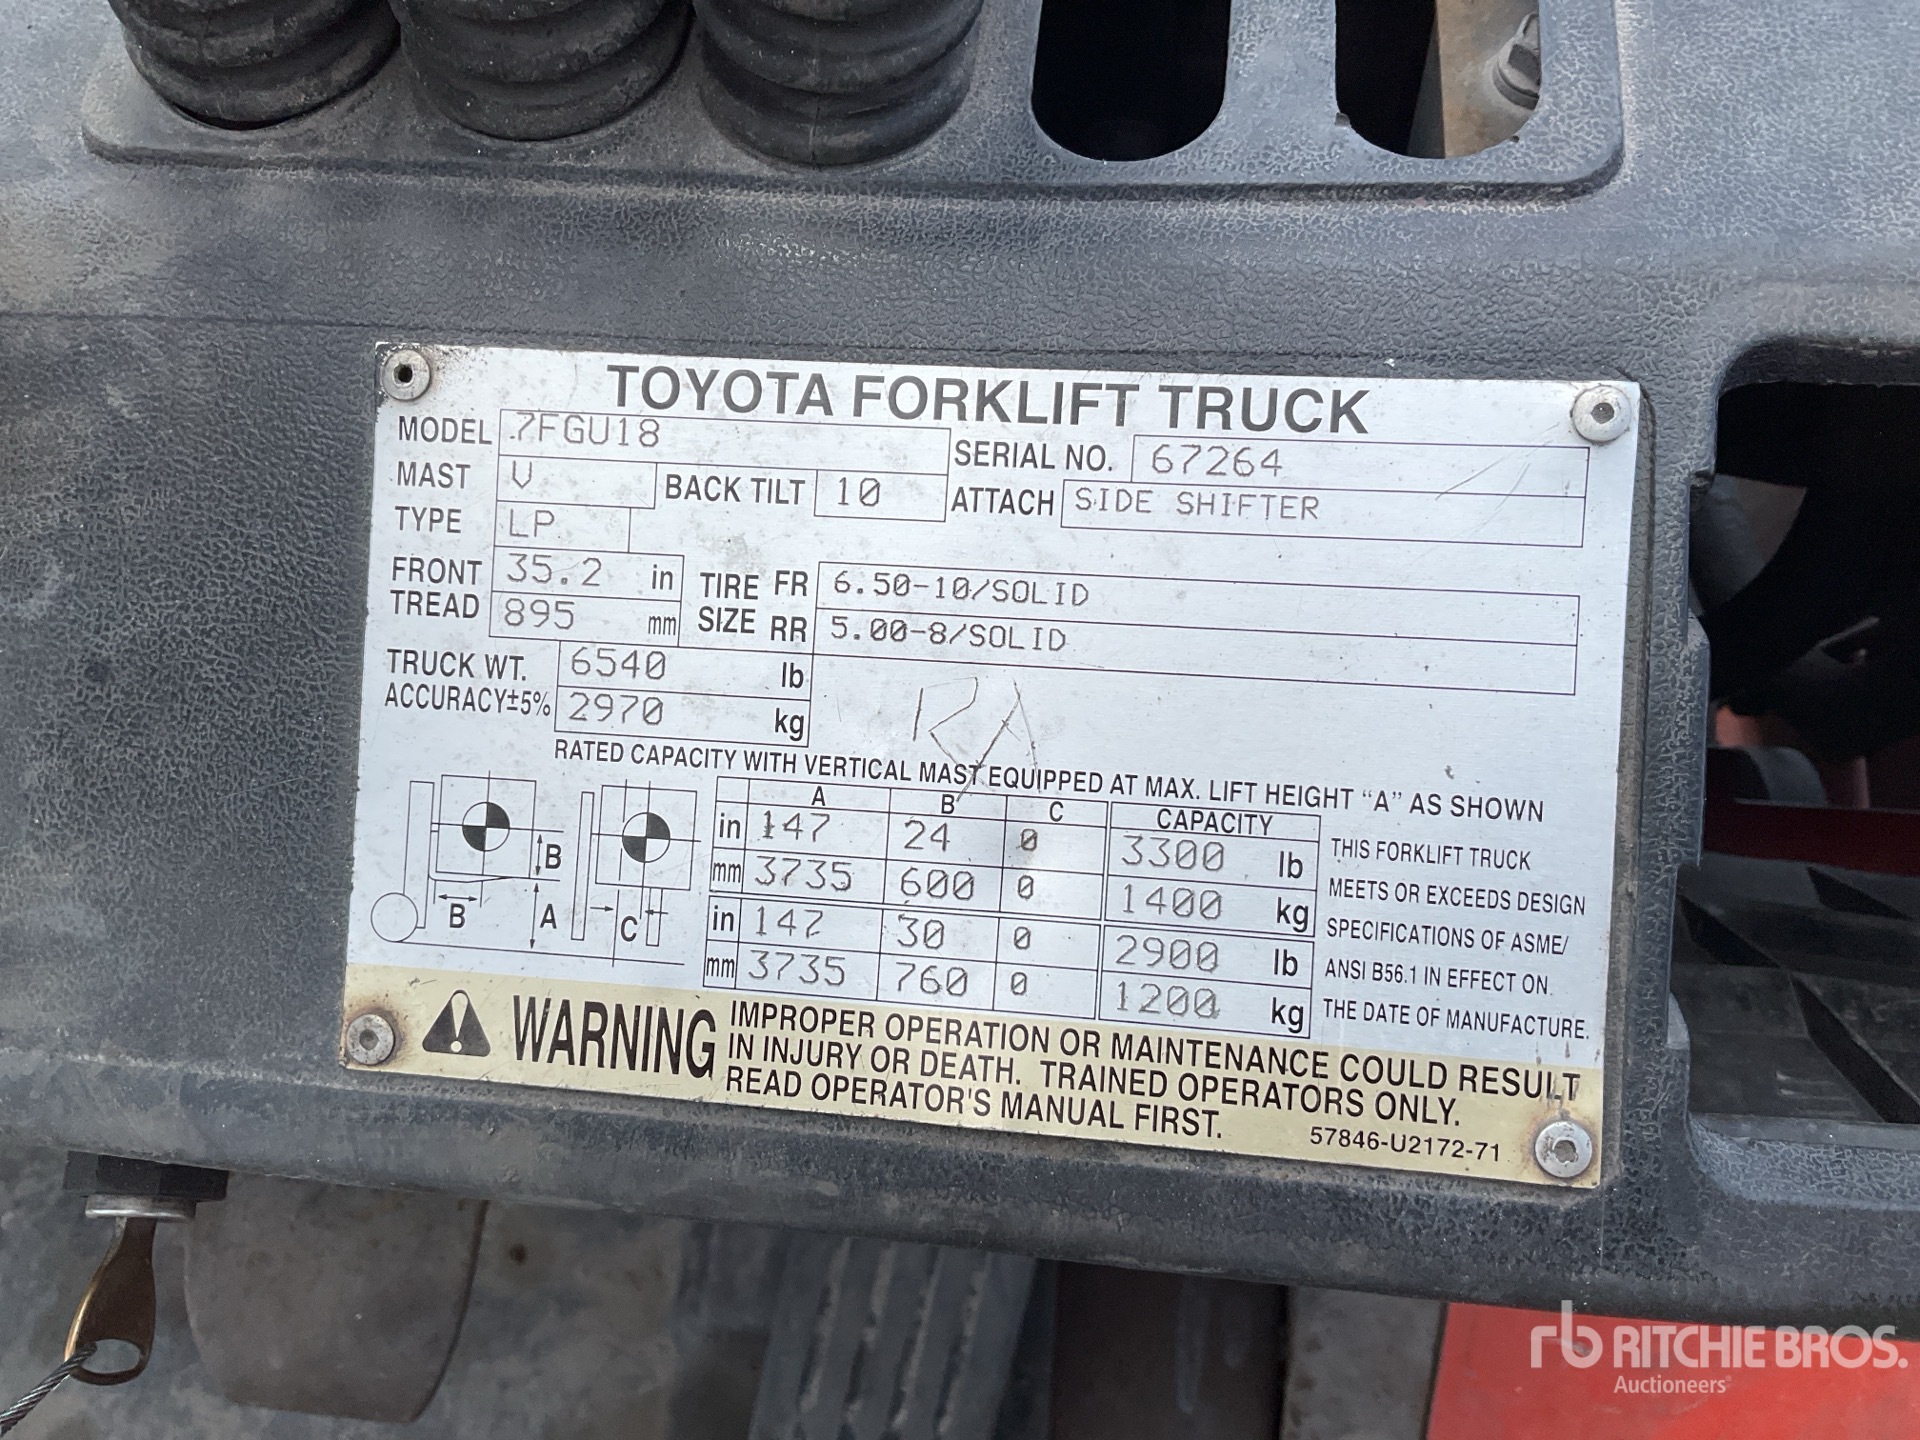 TOYOTA FORKLIFT TRUCK
MODEL 7FGU18 SERIAL NO. 67264
MAST V BACK TILT 10 ATTACH SIDE SHIFTER
TYPE LP
FRONT TREAD 35.2 in TIRE SIZE FR 6.50-10/SOLID
895 mm RR 5.00-8/SOLID
TRUCK WT. 6540 lb
ACCURACY±5% 2970 kg
RA
RATED CAPACITY WITH VERTICAL MAST EQUIPPED AT MAX. LIFT HEIGHT “A” AS SHOWN
A B C CAPACITY
in 147 24 0 3300 lb
mm 3735 600 0 1400 kg
in 147 30 0 2900 lb
mm 3735 760 0 1200 kg
B B A C
THIS FORKLIFT TRUCK
MEETS OR EXCEEDS DESIGN
SPECIFICATIONS OF ASME/
ANSI B56.1 IN EFFECT ON
THE DATE OF MANUFACTURE.
WARNING IMPROPER OPERATION OR MAINTENANCE COULD RESULT
IN INJURY OR DEATH. TRAINED OPERATORS ONLY.
READ OPERATOR'S MANUAL FIRST.
57846-U2172-71
rb RITCHIE BROS.
Auctioneers